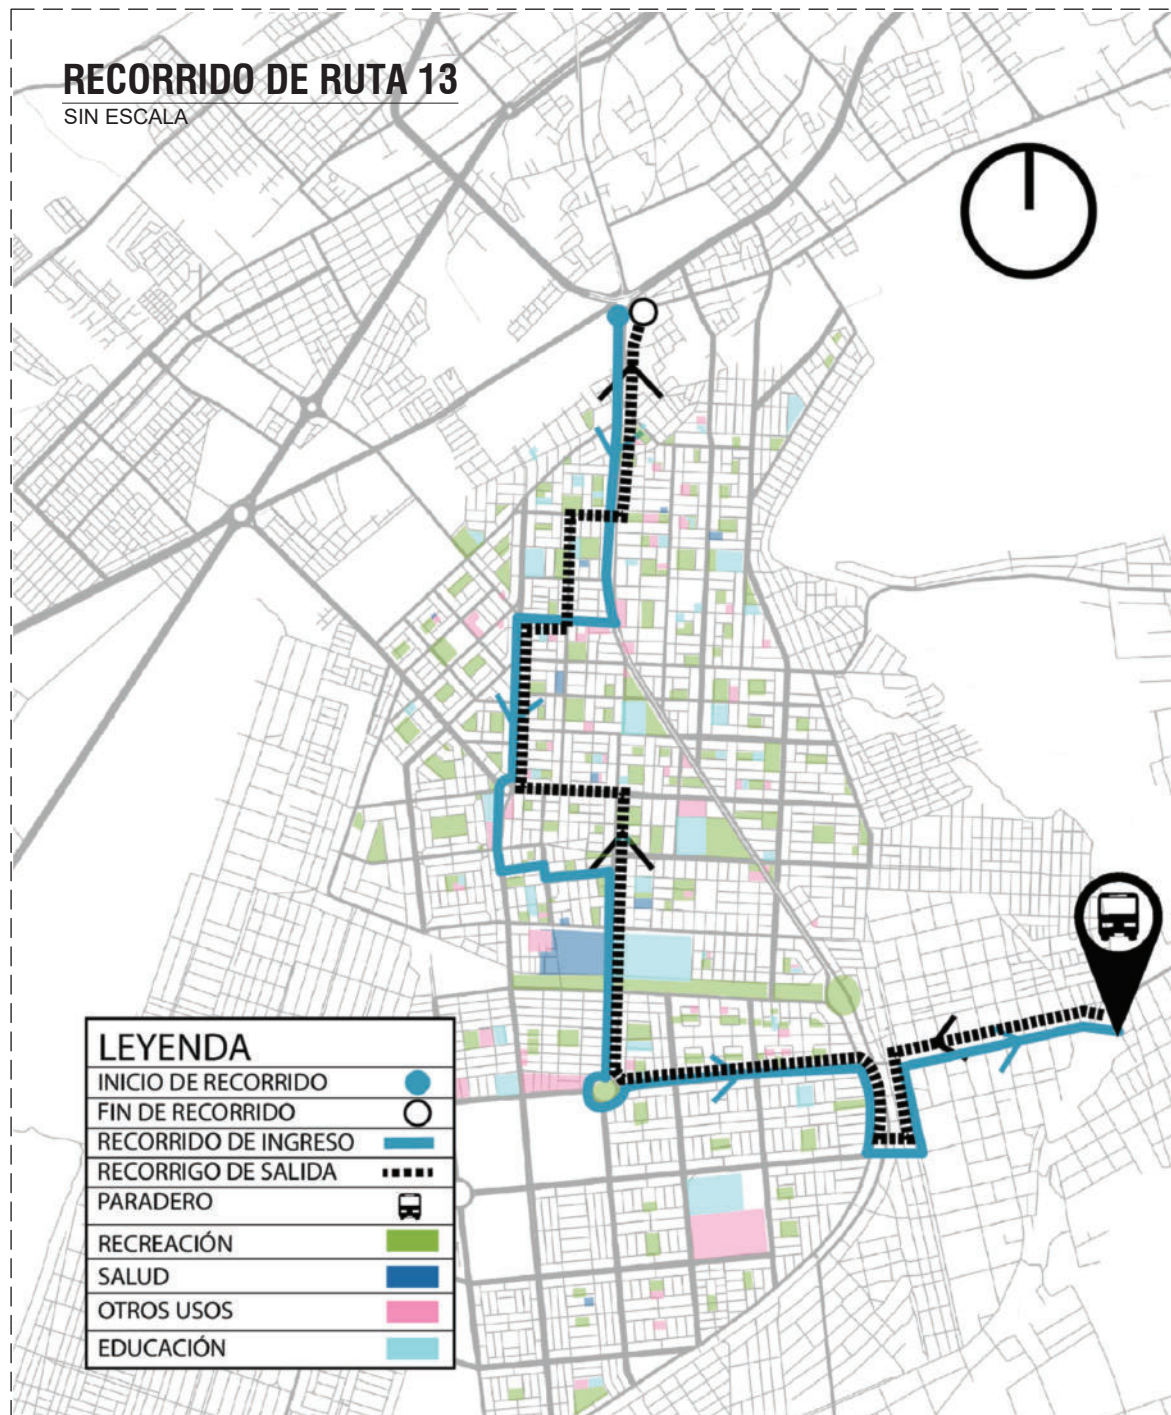 RECORRIDO DE RUTA 13
SIN ESCALA
LEYENDA
INICIO DE RECORRIDO
FIN DE RECORRIDO
RECORRIDO DE INGRESO
RECORRIGO DE SALIDA
PARADERO
RECREACIÓN
SALUD
OTROS USOS
EDUCACIÓN